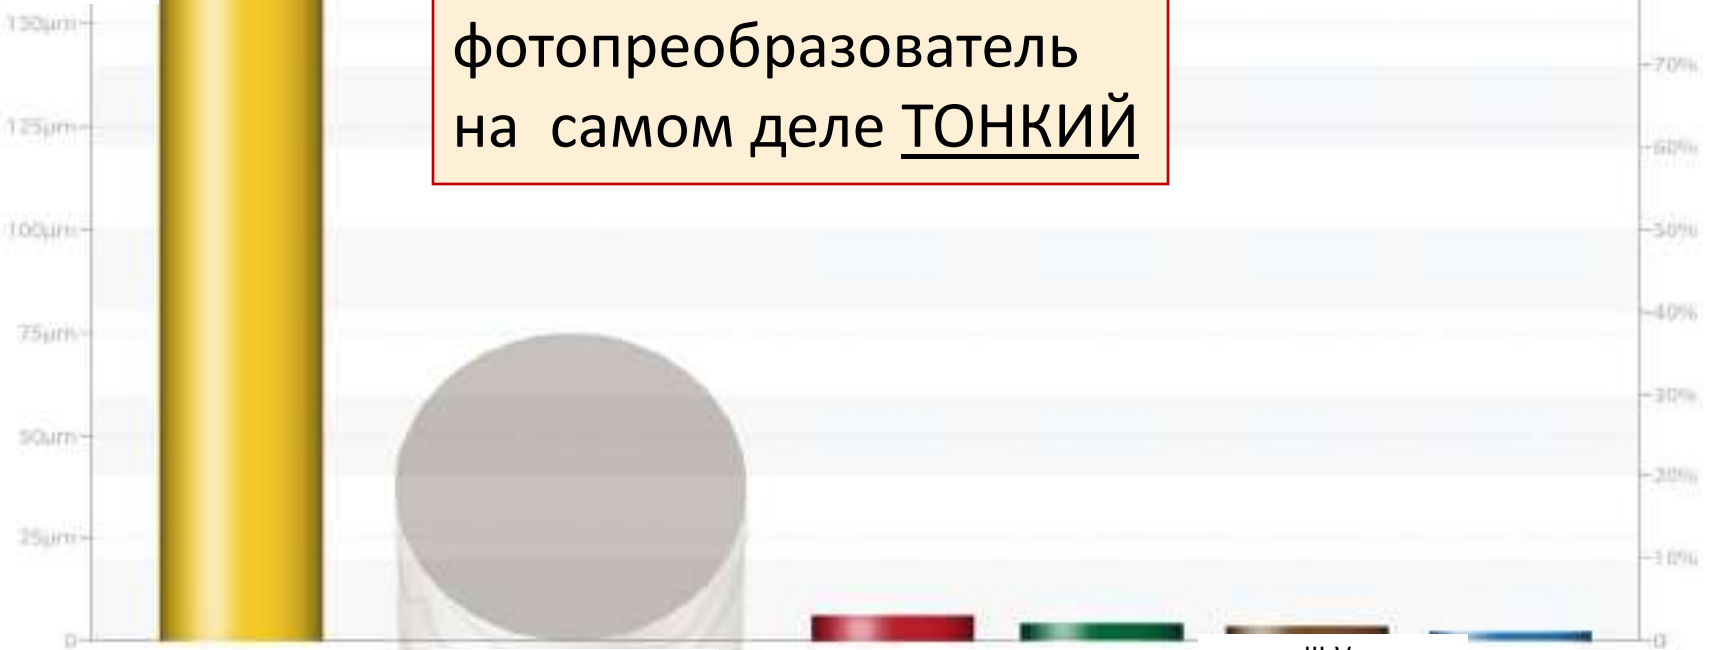 фотопреобразователь
на самом деле ТОНКИЙ
150µm
125µm
100µm
75µm
50µm
25µm
0
70%
60%
50%
40%
30%
20%
10%
0